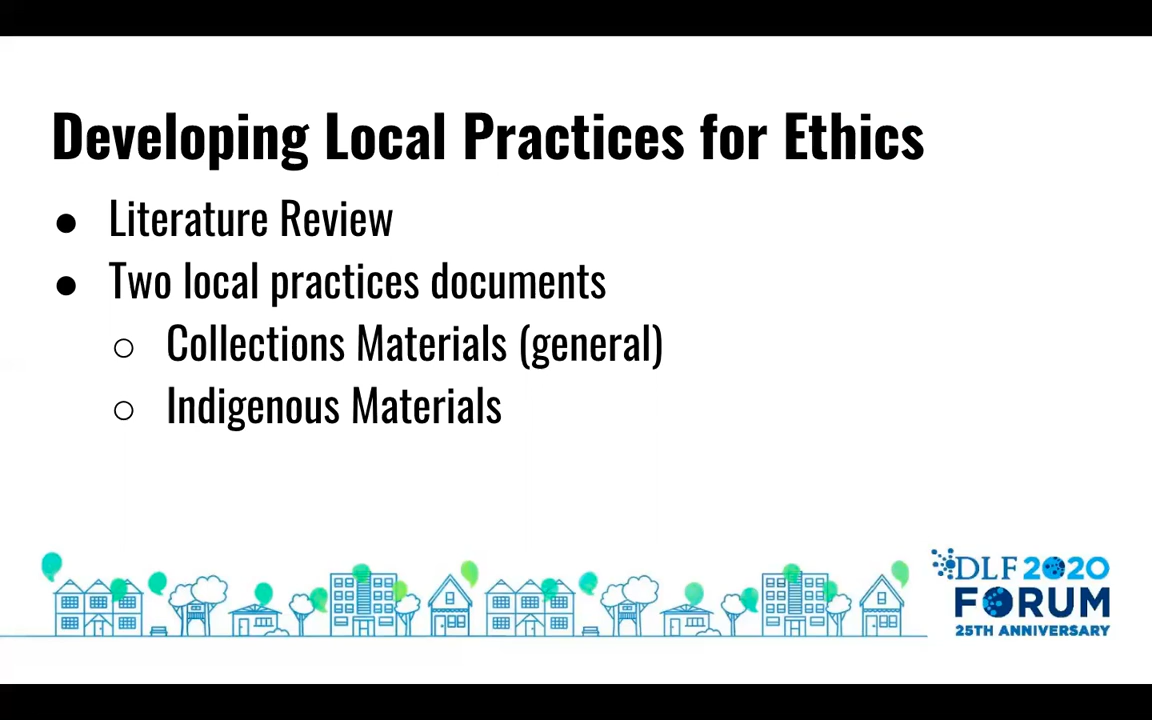 Developing Local Practices for Ethics
● Literature Review
● Two local practices documents
○ Collections Materials (general)
○ Indigenous Materials
DLF 2020
FORUM
25TH ANNIVERSARY